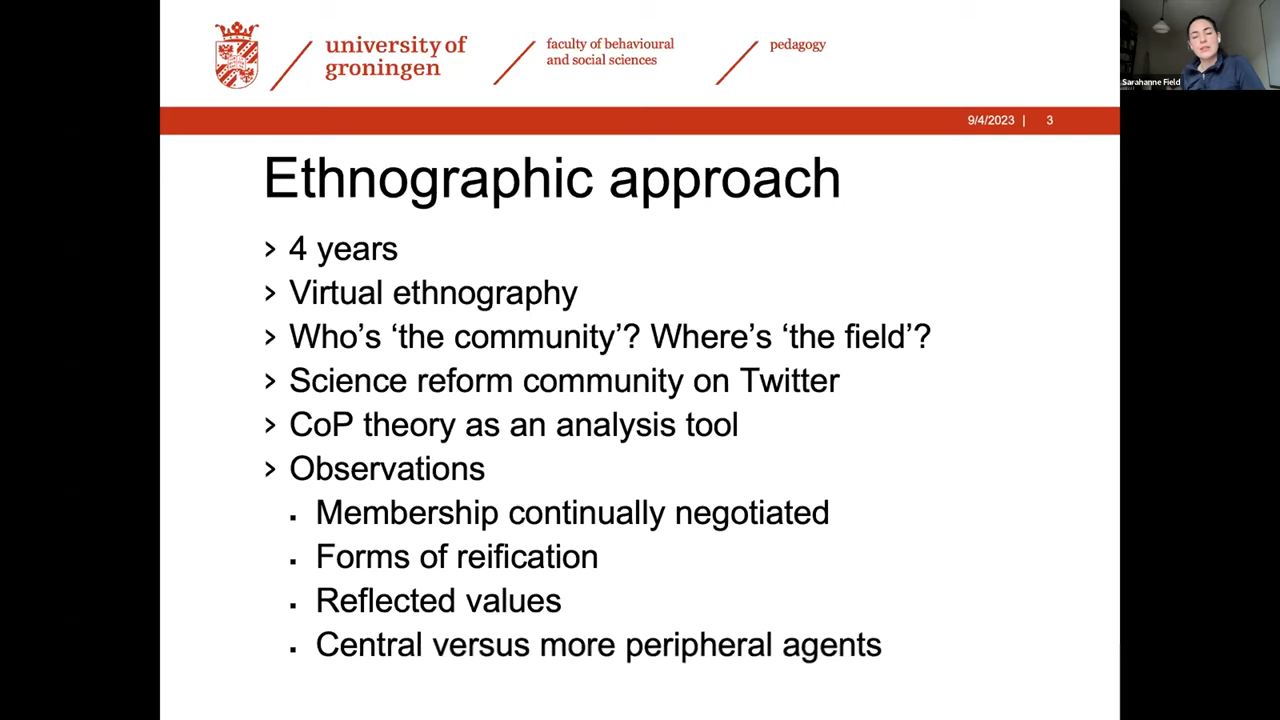 university of
groningen
faculty of behavioural
and social sciences
pedagogy
Sarahanne Field
9/4/2023 | 3
Ethnographic approach
› 4 years
› Virtual ethnography
› Who's ‘the community’? Where's ‘the field’?
› Science reform community on Twitter
› CoP theory as an analysis tool
› Observations
▪ Membership continually negotiated
▪ Forms of reification
▪ Reflected values
▪ Central versus more peripheral agents